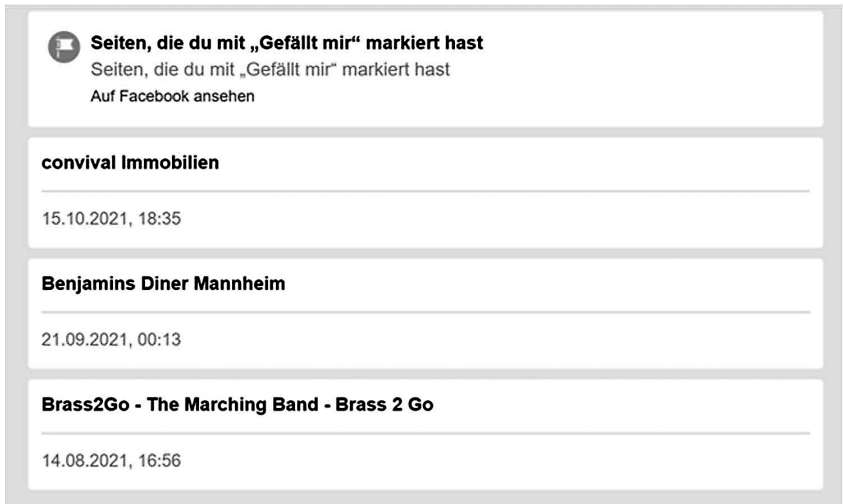 Seiten, die du mit „Gefällt mir“ markiert hast
Seiten, die du mit „Gefällt mir“ markiert hast
Auf Facebook ansehen
convival Immobilien
15.10.2021, 18:35
Benjamins Diner Mannheim
21.09.2021, 00:13
Brass2Go - The Marching Band - Brass 2 Go
14.08.2021, 16:56